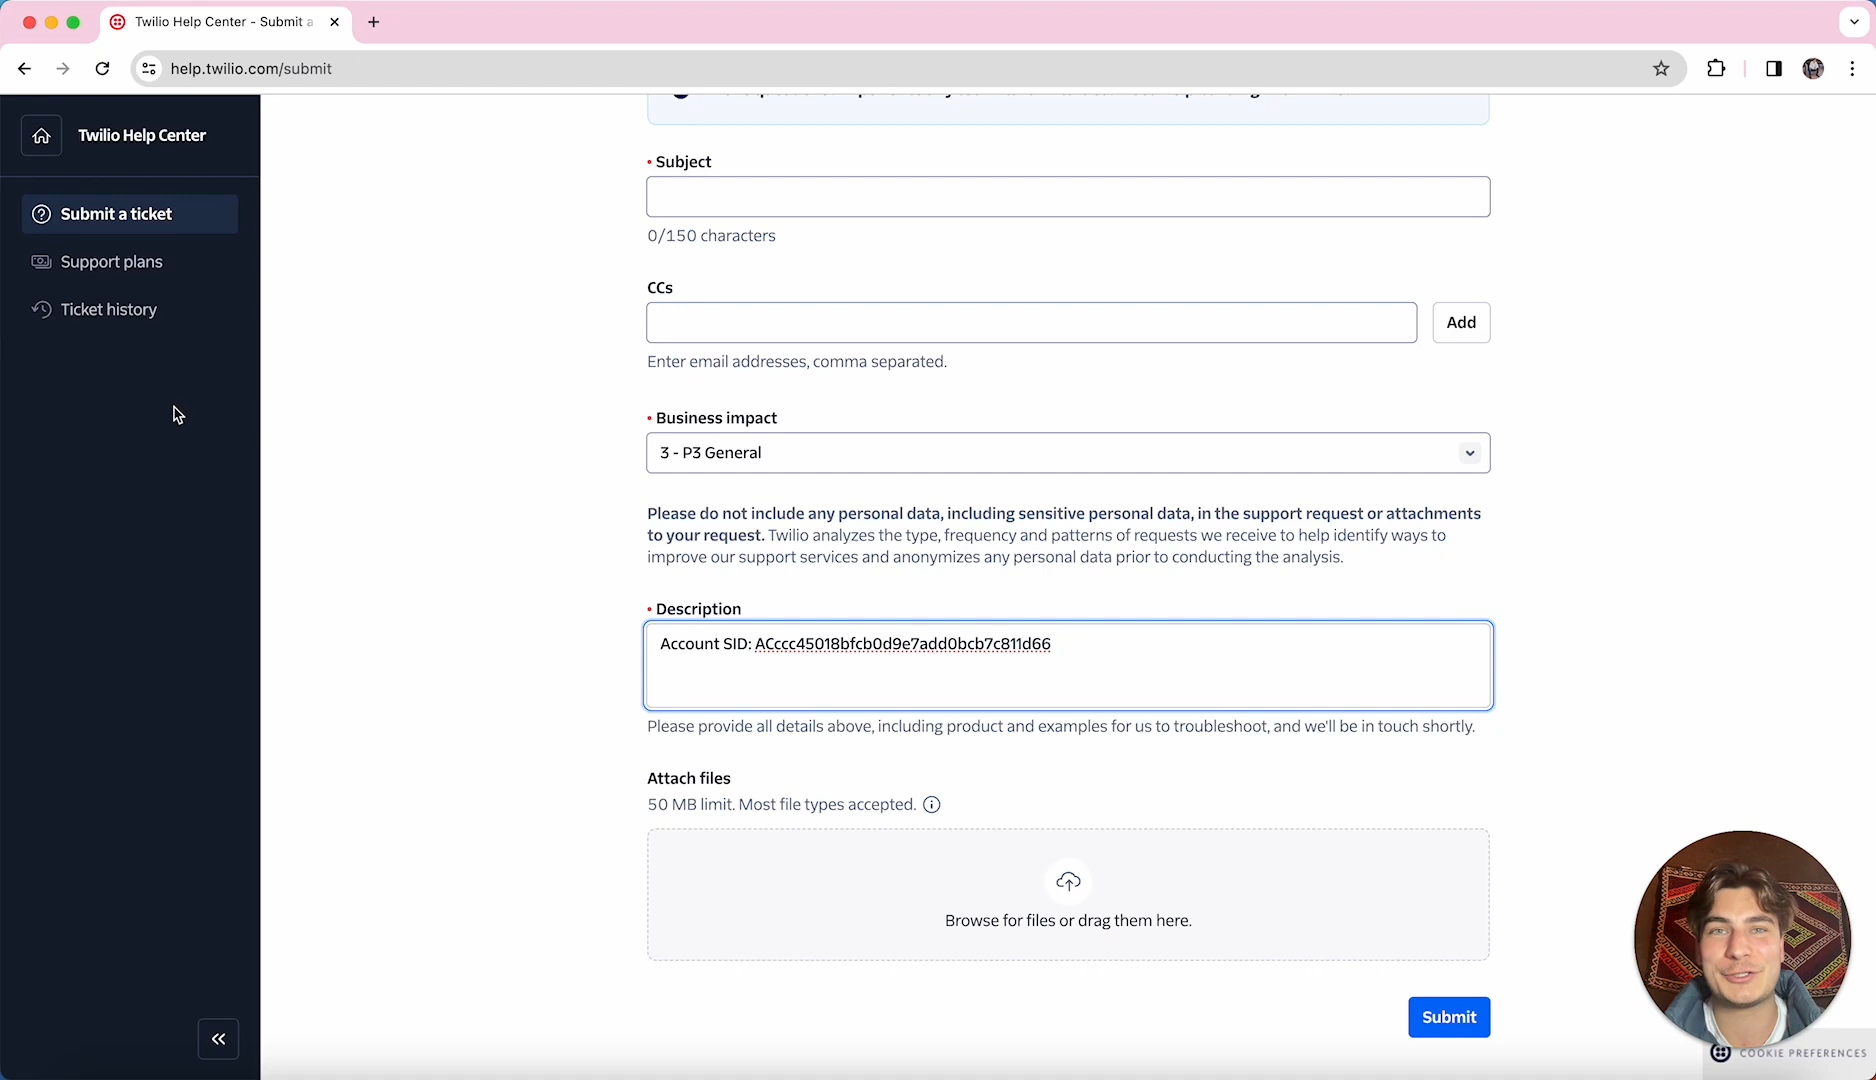 Twilio Help Center - Submit a
help.twilio.com/submit
Twilio Help Center
Submit a ticket
Support plans
Ticket history
• Subject
0/150 characters
CCs
Add
Enter email addresses, comma separated.
• Business impact
3 - P3 General
Please do not include any personal data, including sensitive personal data, in the support request or attachments
to your request. Twilio analyzes the type, frequency and patterns of requests we receive to help identify ways to
improve our support services and anonymizes any personal data prior to conducting the analysis.
• Description
Account SID: ACccc45018bfcb0d9e7add0bcb7c811d66
Please provide all details above, including product and examples for us to troubleshoot, and we'll be in touch shortly.
Attach files
50 MB limit. Most file types accepted.
Browse for files or drag them here.
Submit
COOKIE PREFERENCES